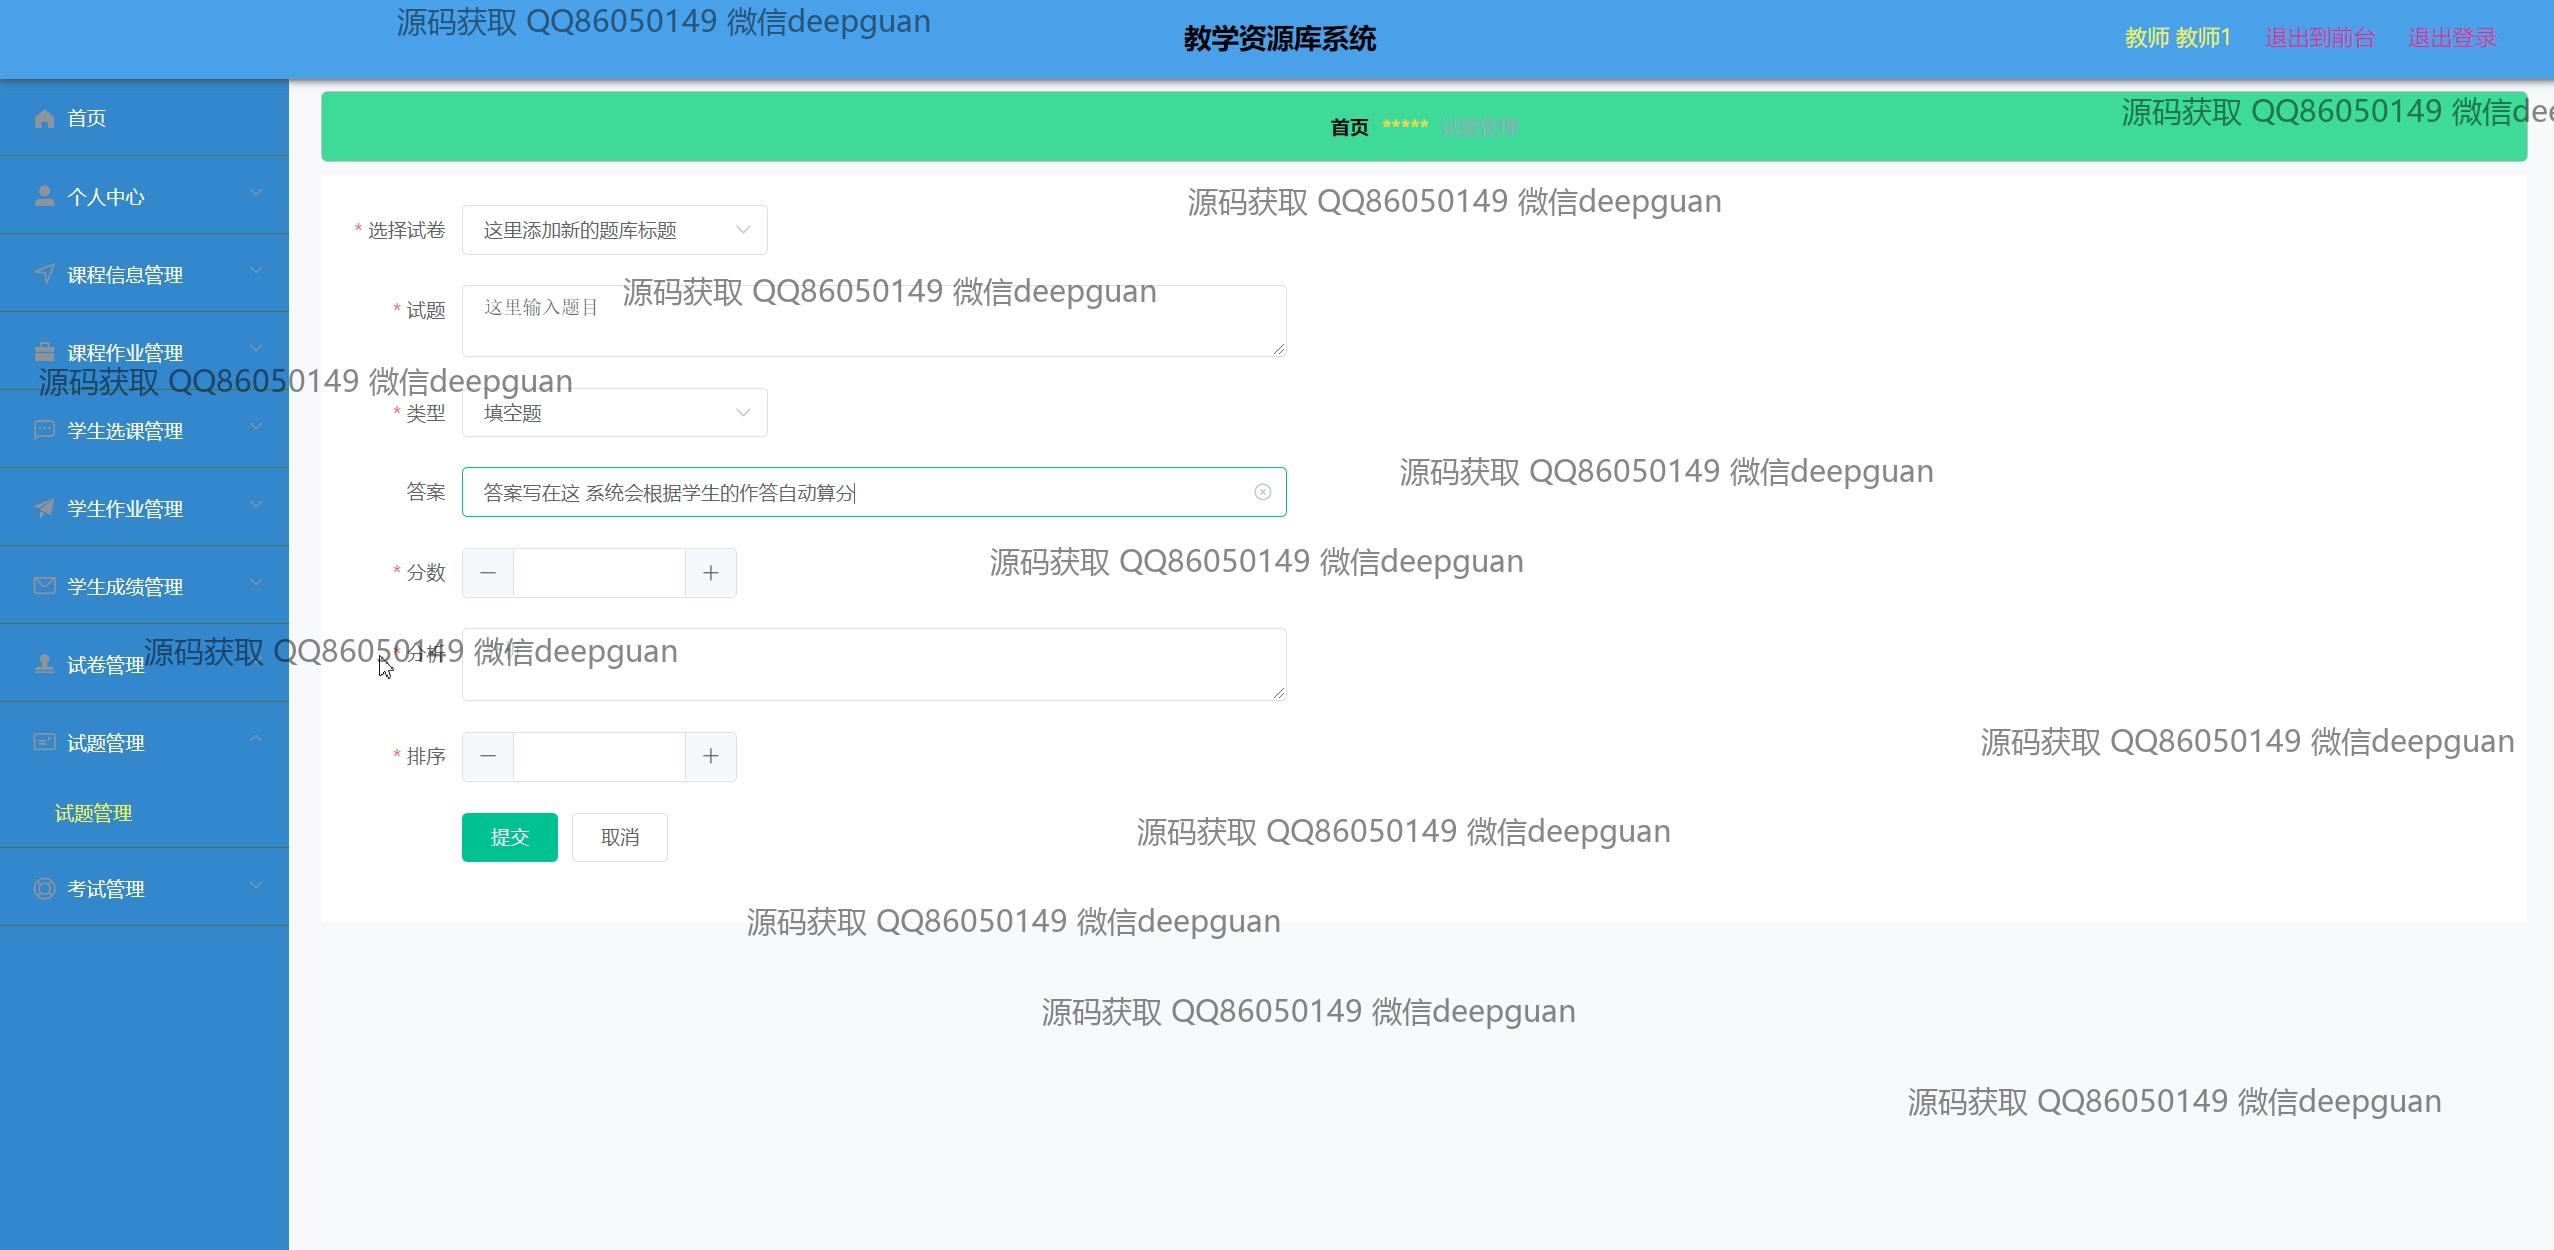 源码获取 QQ86050149 微信deepguan
教学资源库系统
教师 教师1
退出到前台
退出登录
首页
个人中心
课程信息管理
课程作业管理
学生选课管理
学生作业管理
学生成绩管理
试卷管理
试题管理
试题管理
考试管理
首页 ***** 试题管理
源码获取 QQ86050149 微信dee
源码获取 QQ86050149 微信deepguan
* 选择试卷 这里添加新的题库标题
源码获取 QQ86050149 微信deepguan
* 试题 这里输入题目
源码获取 QQ86050149 微信deepguan
* 类型 填空题
源码获取 QQ86050149 微信deepguan
答案 答案写在这 系统会根据学生的作答自动算分
源码获取 QQ86050149 微信deepguan
* 分数
源码获取 QQ86050149 微信deepguan
* 分析
源码获取 QQ86050149 微信deepguan
* 排序
源码获取 QQ86050149 微信deepguan
提交 取消
源码获取 QQ86050149 微信deepguan
源码获取 QQ86050149 微信deepguan
源码获取 QQ86050149 微信deepguan